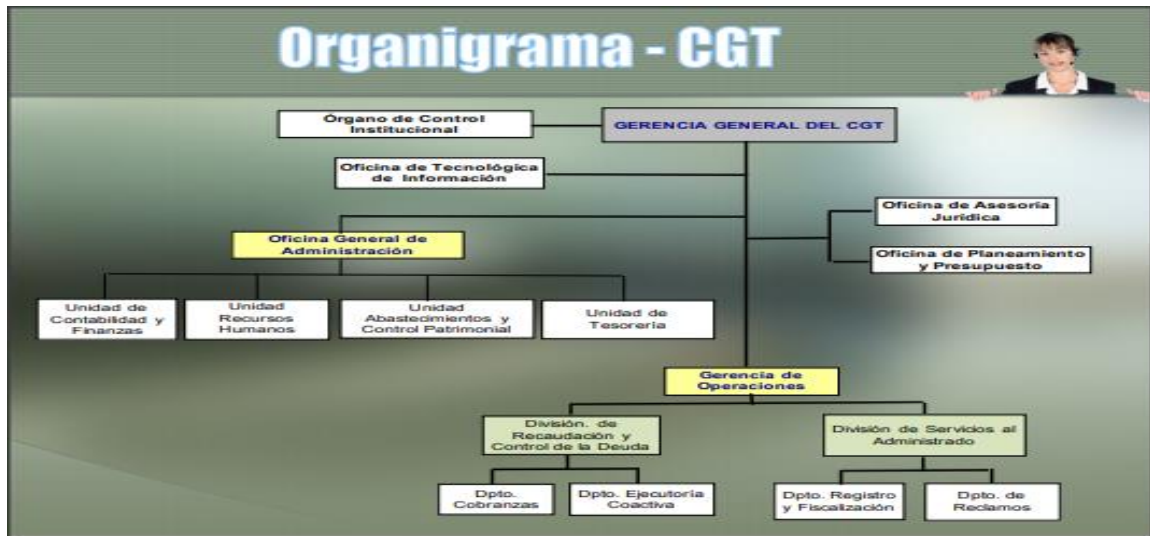 Organigrama - CGT
Órgano de Control
Institucional
GERENCIA GENERAL DEL CGT
Oficina de Tecnológica
de Información
Oficina de Asesoría
Jurídica
Oficina General de
Administración
Oficina de Planeamiento
y Presupuesto
Unidad de
Contabilidad y
Finanzas
Unidad
Recursos
Humanos
Unidad
Abastecimientos y
Control Patrimonial
Unidad de
Tesorería
Gerencia de
Operaciones
División. de
Recaudación y
Control de la Deuda
División de Servicios al
Administrado
Dpto.
Cobranzas
Dpto. Ejecutoría
Coactiva
Dpto. Registro
y Fiscalización
Dpto. de
Reclamos